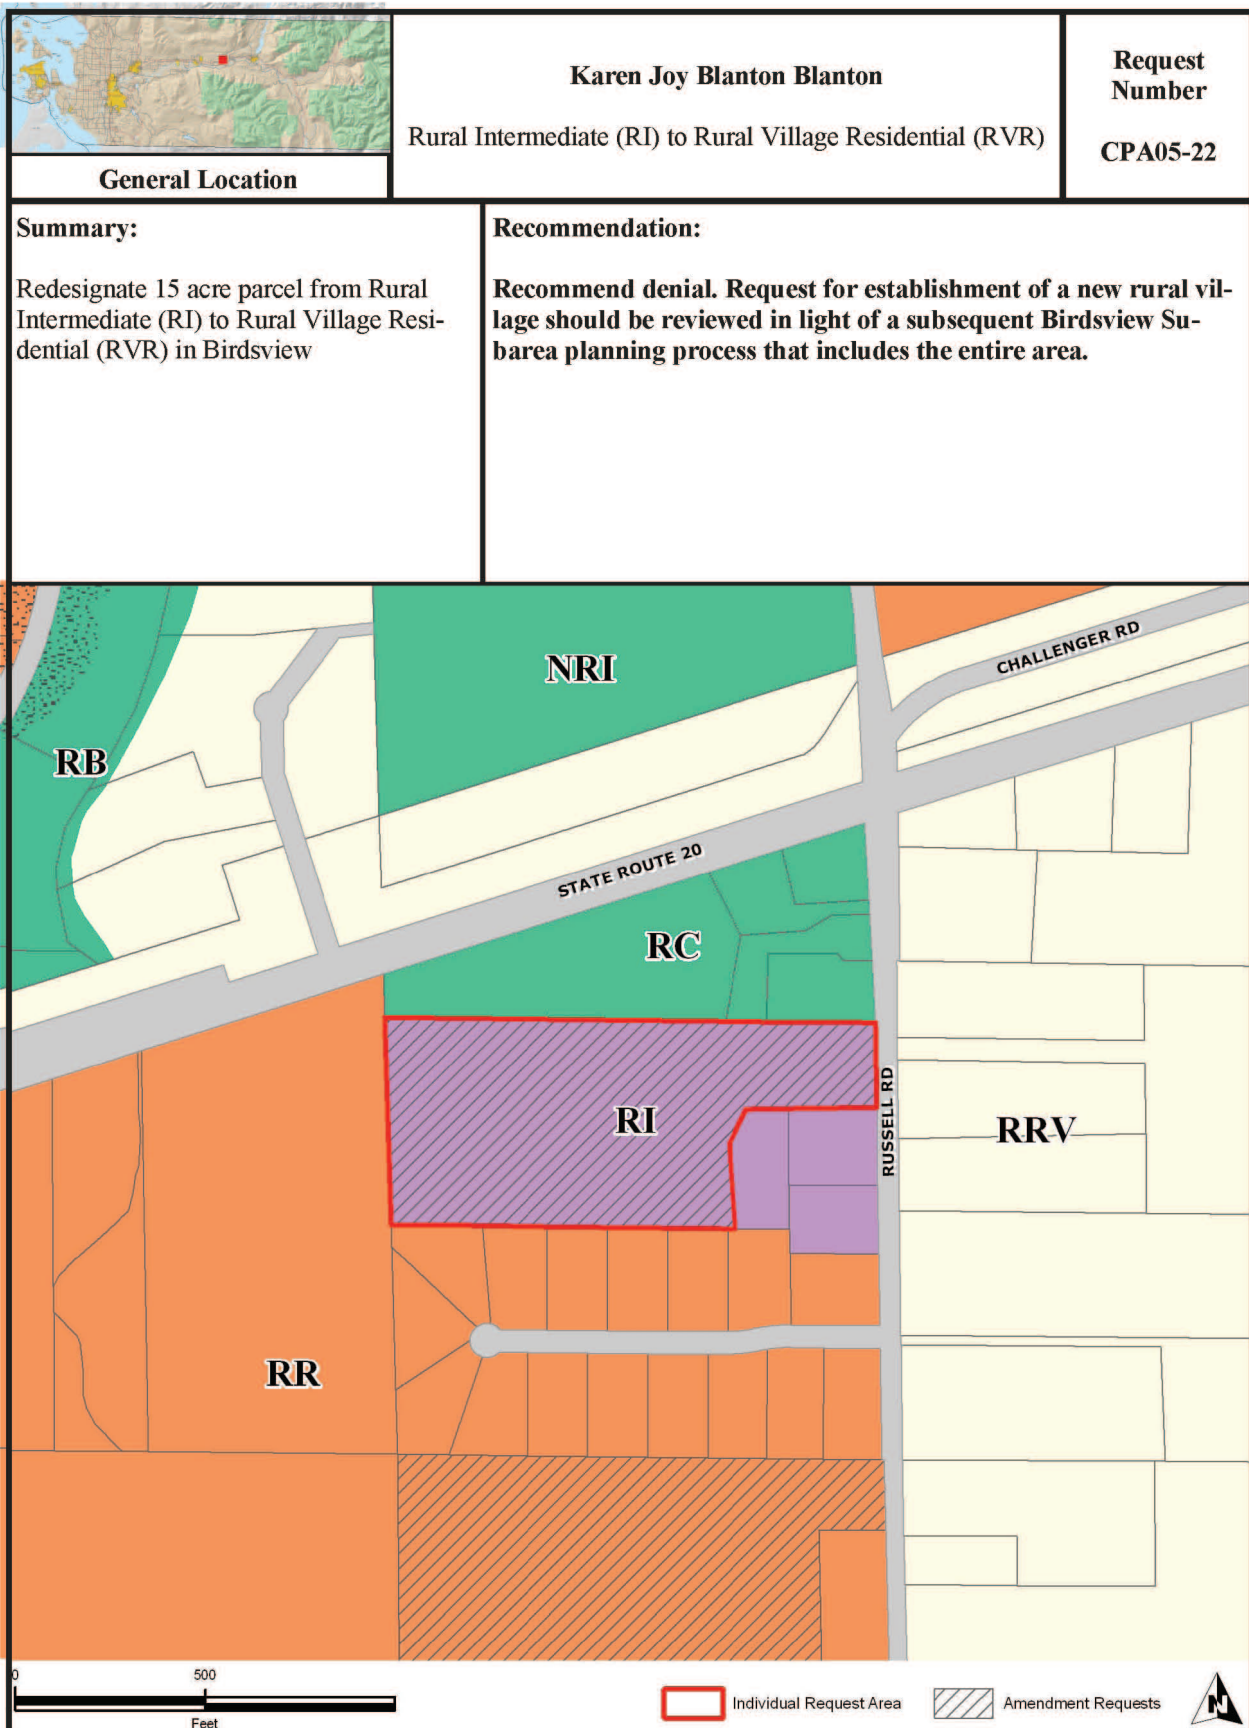 General Location
Karen Joy Blanton Blanton
Rural Intermediate (RI) to Rural Village Residential (RVR)
Request
Number
CPA05-22
Summary:
Redesignate 15 acre parcel from Rural
Intermediate (RI) to Rural Village Resi-
dential (RVR) in Birdsview
Recommendation:
Recommend denial. Request for establishment of a new rural vil-
lage should be reviewed in light of a subsequent Birdsview Su-
barea planning process that includes the entire area.
NRI
CHALLENGER RD
RB
STATE ROUTE 20
RC
RI
RUSSELL RD
RRV
RR
0
500
Feet
Individual Request Area
Amendment Requests
N